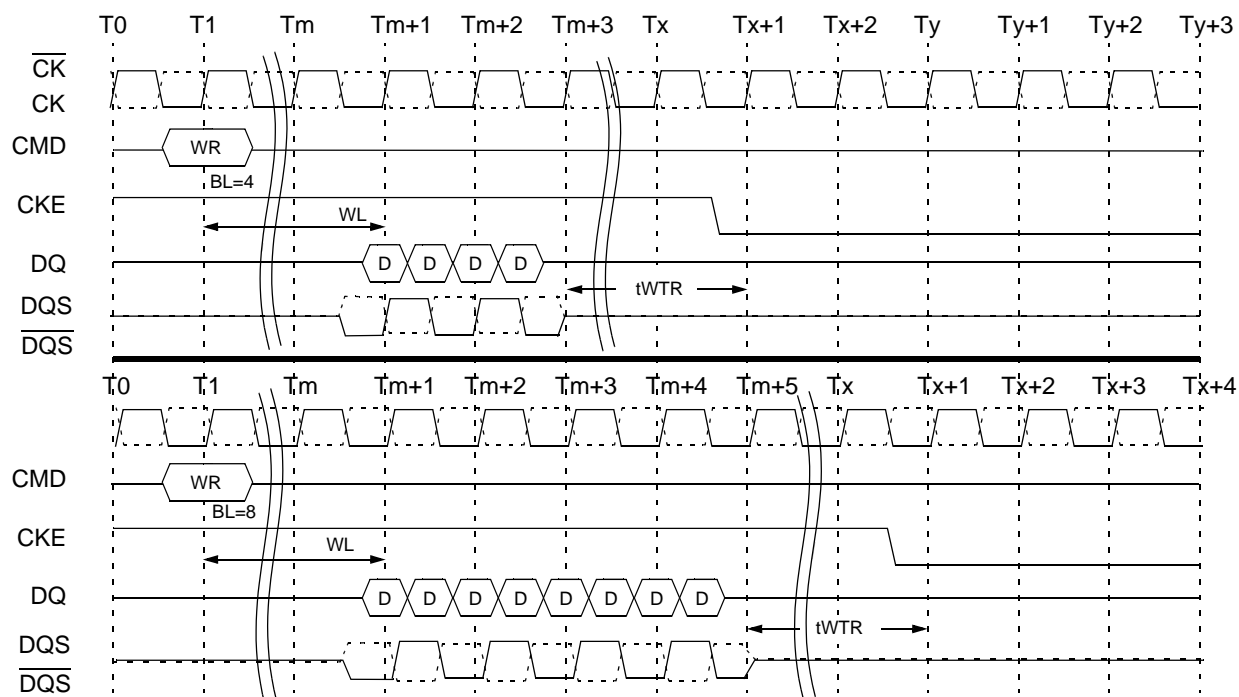 T0 T1 Tm Tm+1 Tm+2 Tm+3 Tx Tx+1 Tx+2 Ty Ty+1 Ty+2 Ty+3
CK
CK
CMD WR
BL=4
CKE
WL
DQ D D D D
tWTR
DQS
DQS
T0 T1 Tm Tm+1 Tm+2 Tm+3 Tm+4 Tm+5 Tx Tx+1 Tx+2 Tx+3 Tx+4
CMD WR
BL=8
CKE
WL
DQ D D D D D D D D
tWTR
DQS
DQS